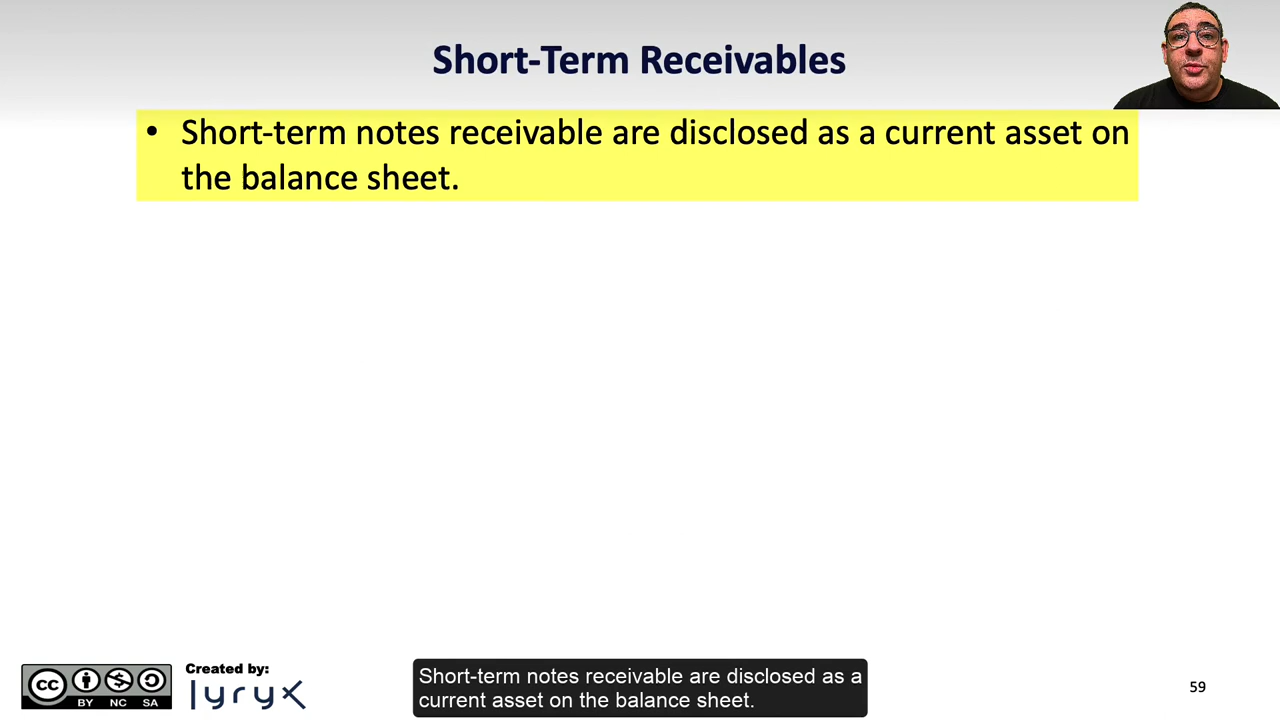 Short-Term Receivables
• Short-term notes receivable are disclosed as a current asset on
the balance sheet.
cc
BY NC SA
Created by:
lyryx
Short-term notes receivable are disclosed as a
current asset on the balance sheet.
59